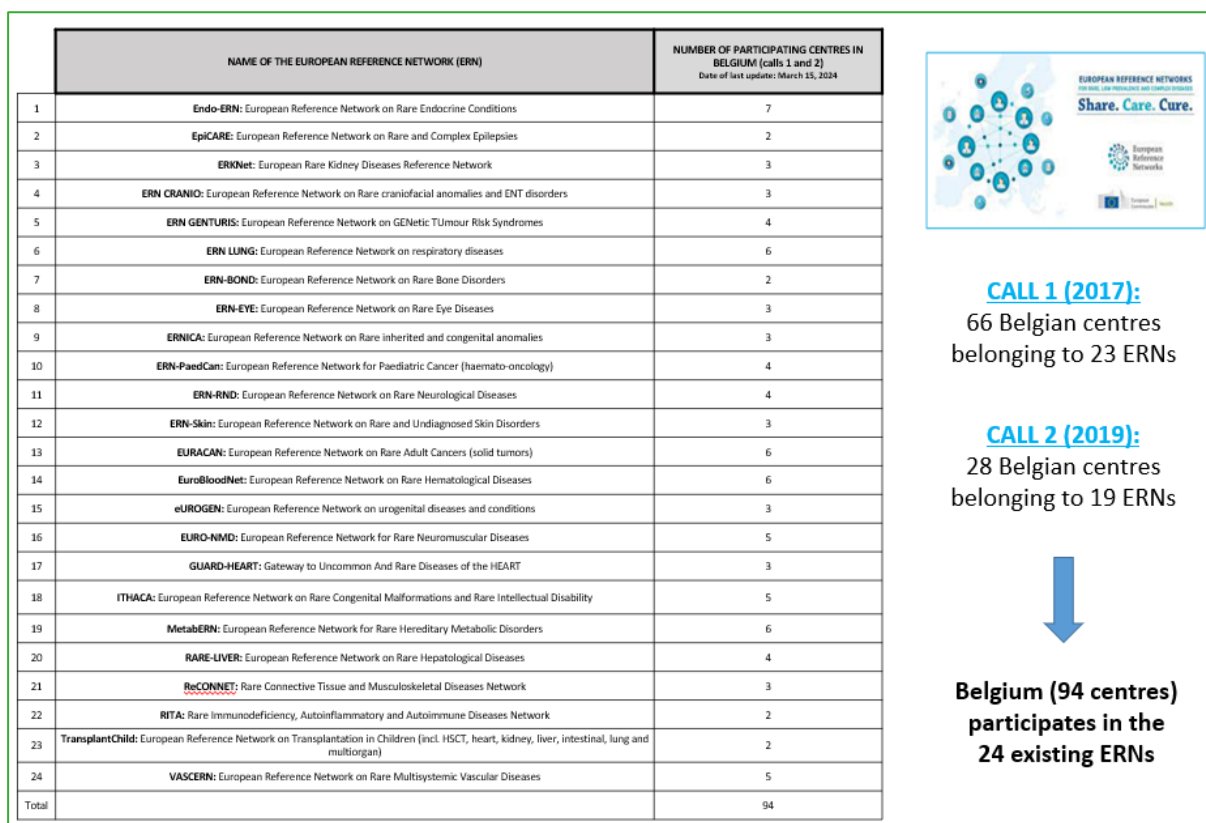 NAME OF THE EUROPEAN REFERENCE NETWORK (ERN)
NUMBER OF PARTICIPATING CENTRES IN
BELGIUM (calls 1 and 2)
Date of last update: March 15, 2024
1 Endo-ERN: European Reference Network on Rare Endocrine Conditions 7
2 EpiCARE: European Reference Network on Rare and Complex Epilepsies 2
3 ERKNet: European Rare Kidney Diseases Reference Network 3
4 ERN CRANIO: European Reference Network on Rare craniofacial anomalies and ENT disorders 3
5 ERN GENTURIS: European Reference Network on GENetic TUmour RIsk Syndromes 4
6 ERN LUNG: European Reference Network on respiratory diseases 6
7 ERN-BOND: European Reference Network on Rare Bone Disorders 2
8 ERN-EYE: European Reference Network on Rare Eye Diseases 3
9 ERNICA: European Reference Network on Rare inherited and congenital anomalies 3
10 ERN-PaedCan: European Reference Network for Paediatric Cancer (haemato-oncology) 4
11 ERN-RND: European Reference Network on Rare Neurological Diseases 4
12 ERN-Skin: European Reference Network on Rare and Undiagnosed Skin Disorders 3
13 EURACAN: European Reference Network on Rare Adult Cancers (solid tumors) 6
14 EuroBloodNet: European Reference Network on Rare Hematological Diseases 6
15 eUROGEN: European Reference Network on urogenital diseases and conditions 3
16 EURO-NMD: European Reference Network for Rare Neuromuscular Diseases 5
17 GUARD-HEART: Gateway to Uncommon And Rare Diseases of the HEART 3
18 ITHACA: European Reference Network on Rare Congenital Malformations and Rare Intellectual Disability 5
19 MetabERN: European Reference Network for Rare Hereditary Metabolic Disorders 6
20 RARE-LIVER: European Reference Network on Rare Hepatological Diseases 4
21 ReCONNET: Rare Connective Tissue and Musculoskeletal Diseases Network 3
22 RITA: Rare Immunodeficiency, Autoinflammatory and Autoimmune Diseases Network 2
23 TransplantChild: European Reference Network on Transplantation in Children (incl. HSCT, heart, kidney, liver, intestinal, lung and
multiorgan) 2
24 VASCERN: European Reference Network on Rare Multisystemic Vascular Diseases 5
Total 94
EUROPEAN REFERENCE NETWORKS
FOR RARE, LOW PREVALENCE AND COMPLEX DISEASES
Share. Care. Cure.
European
Reference
Networks
European
Commission
CALL 1 (2017):
66 Belgian centres
belonging to 23 ERNs
CALL 2 (2019):
28 Belgian centres
belonging to 19 ERNs
Belgium (94 centres)
participates in the
24 existing ERNs